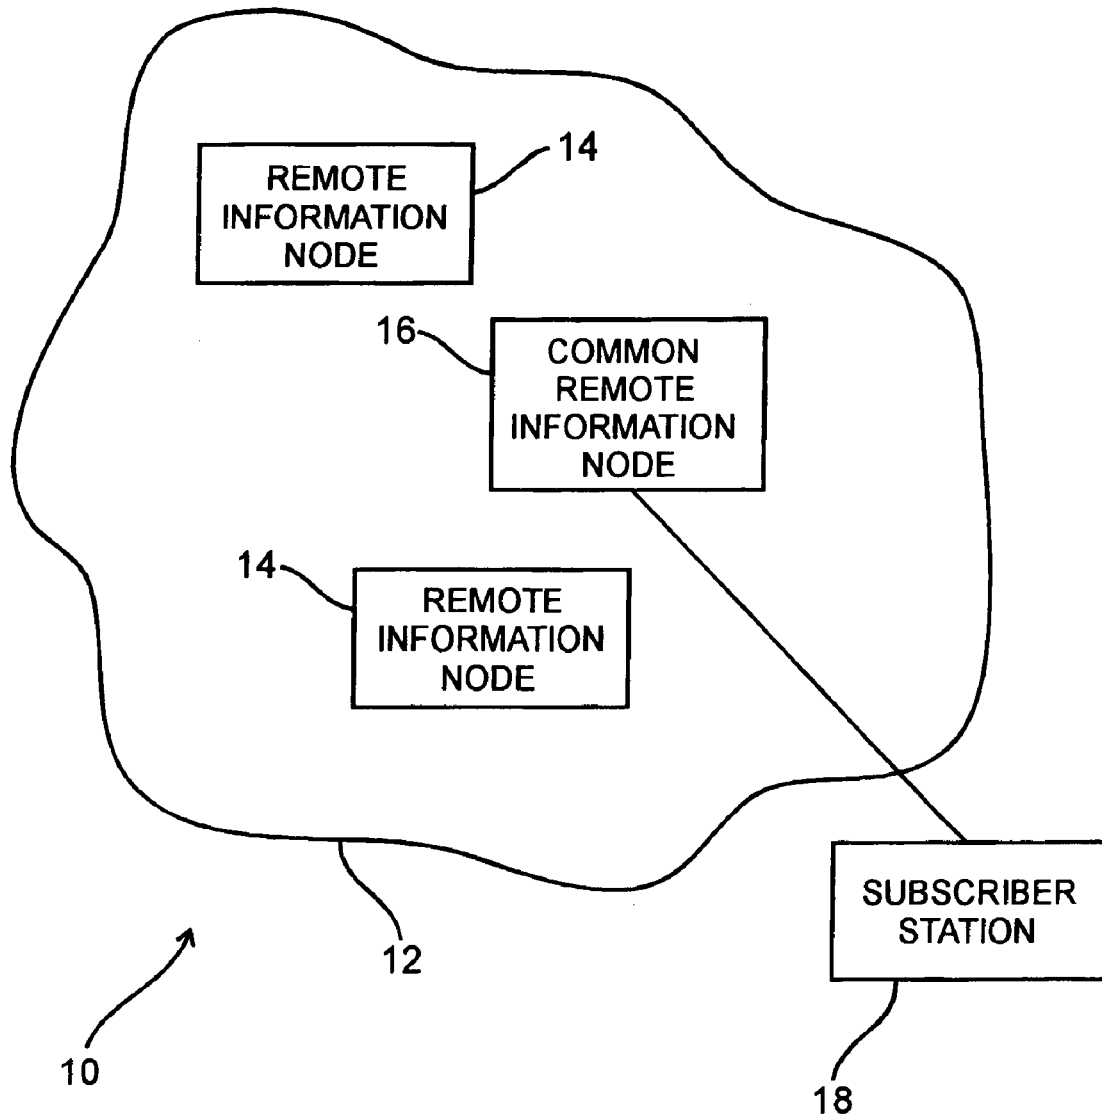 14
REMOTE
INFORMATION
NODE
16
COMMON
REMOTE
INFORMATION
NODE
14
REMOTE
INFORMATION
NODE
SUBSCRIBER
STATION
12
10
18